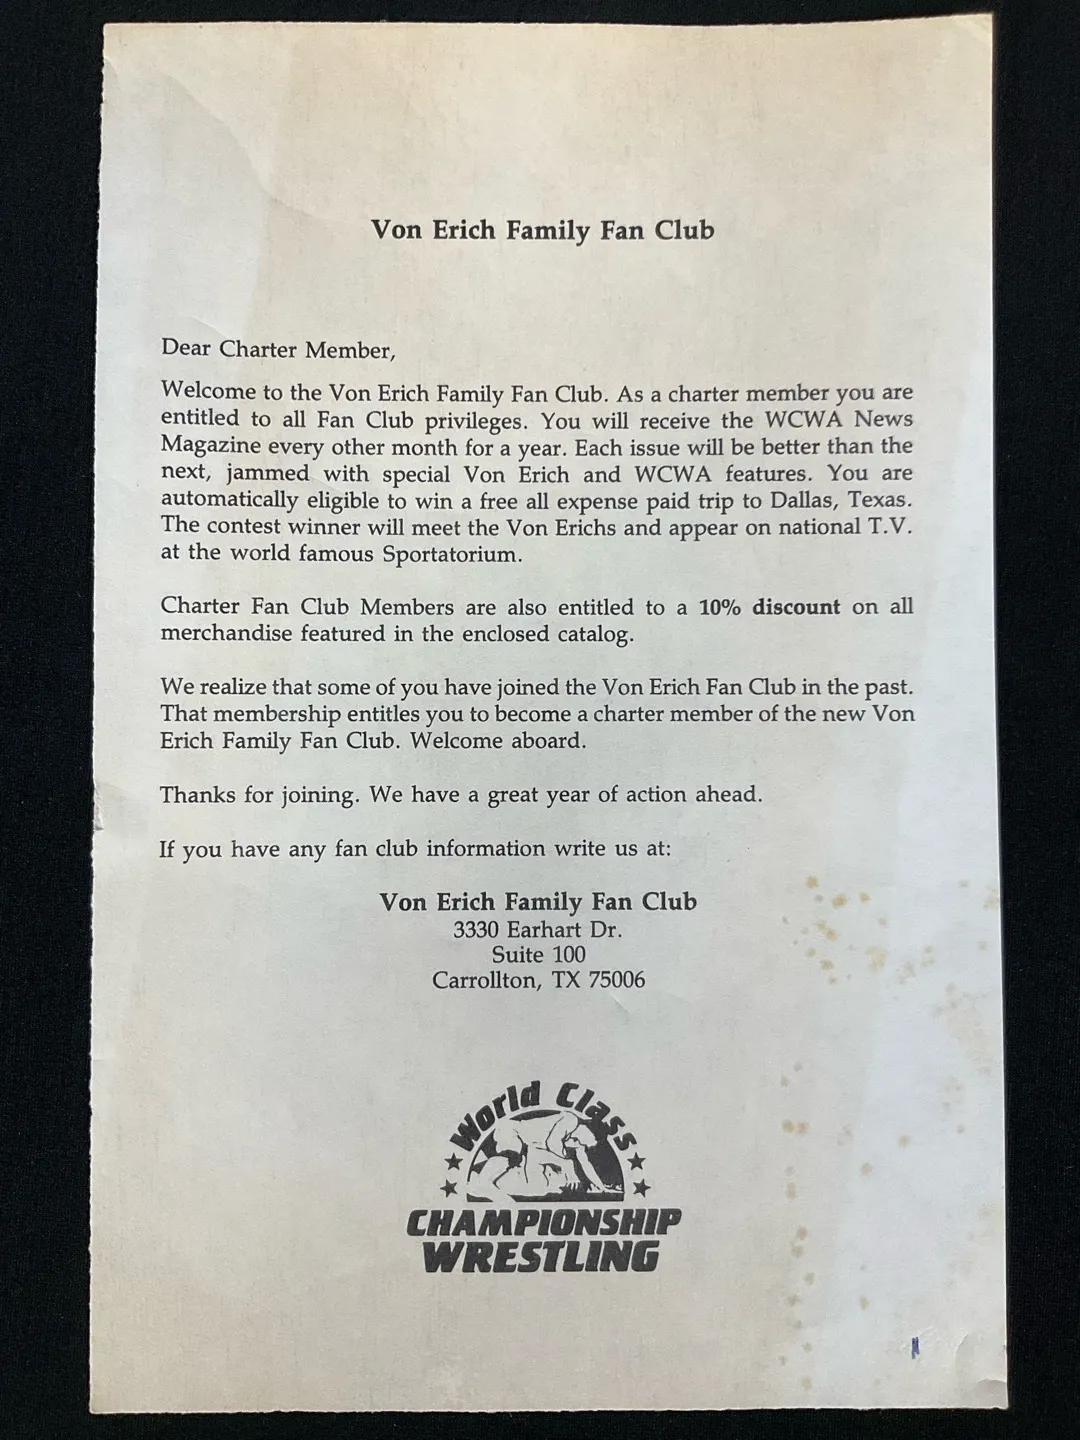 Von Erich Family Fan Club
Dear Charter Member,
Welcome to the Von Erich Family Fan Club. As a charter member you are
entitled to all Fan Club privileges. You will receive the WCWA News
Magazine every other month for a year. Each issue will be better than the
next, jammed with special Von Erich and WCWA features. You are
automatically eligible to win a free all expense paid trip to Dallas, Texas.
The contest winner will meet the Von Erichs and appear on national T.V.
at the world famous Sportatorium.
Charter Fan Club Members are also entitled to a 10% discount on all
merchandise featured in the enclosed catalog.
We realize that some of you have joined the Von Erich Fan Club in the past.
That membership entitles you to become a charter member of the new Von
Erich Family Fan Club. Welcome aboard.
Thanks for joining. We have a great year of action ahead.
If you have any fan club information write us at:
Von Erich Family Fan Club
3330 Earhart Dr.
Suite 100
Carrollton, TX 75006
World Class
CHAMPIONSHIP
WRESTLING